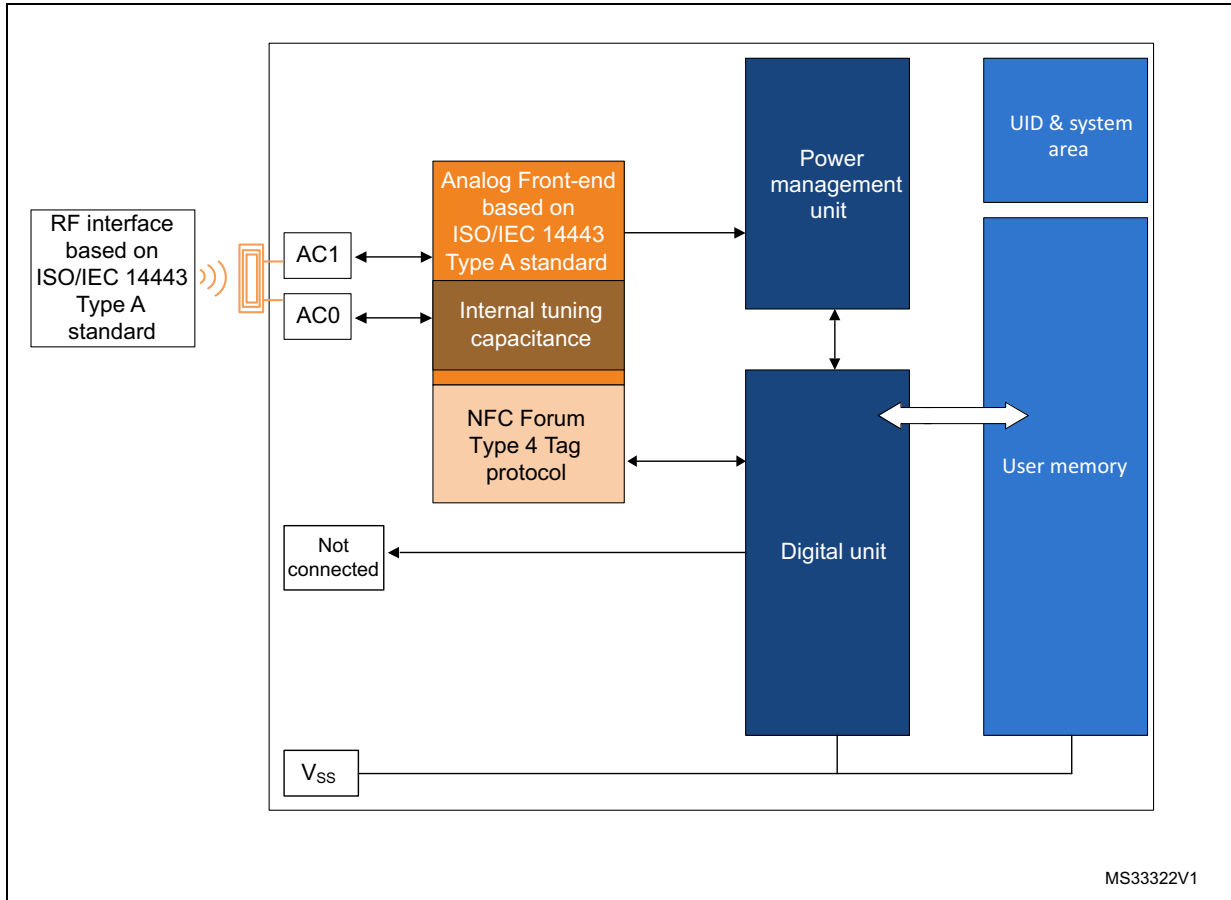 RF interface
based on
ISO/IEC 14443
Type A
standard
AC1
AC0
Analog Front-end
based on
ISO/IEC 14443
Type A standard
Internal tuning
capacitance
NFC Forum
Type 4 Tag
protocol
Not
connected
VSS
Power
management
unit
Digital unit
UID & system
area
User memory
MS33322V1